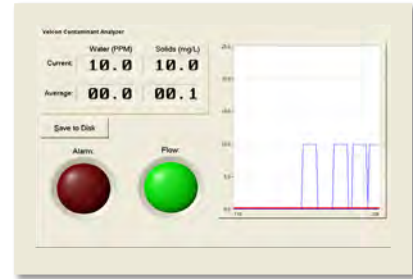 Velcon Contaminant Analyzer
Water (PPM) Solids (mg/L)
Current: 10.0 10.0
Average: 00.0 00.1
Save to Disk
Alarm: Flow: